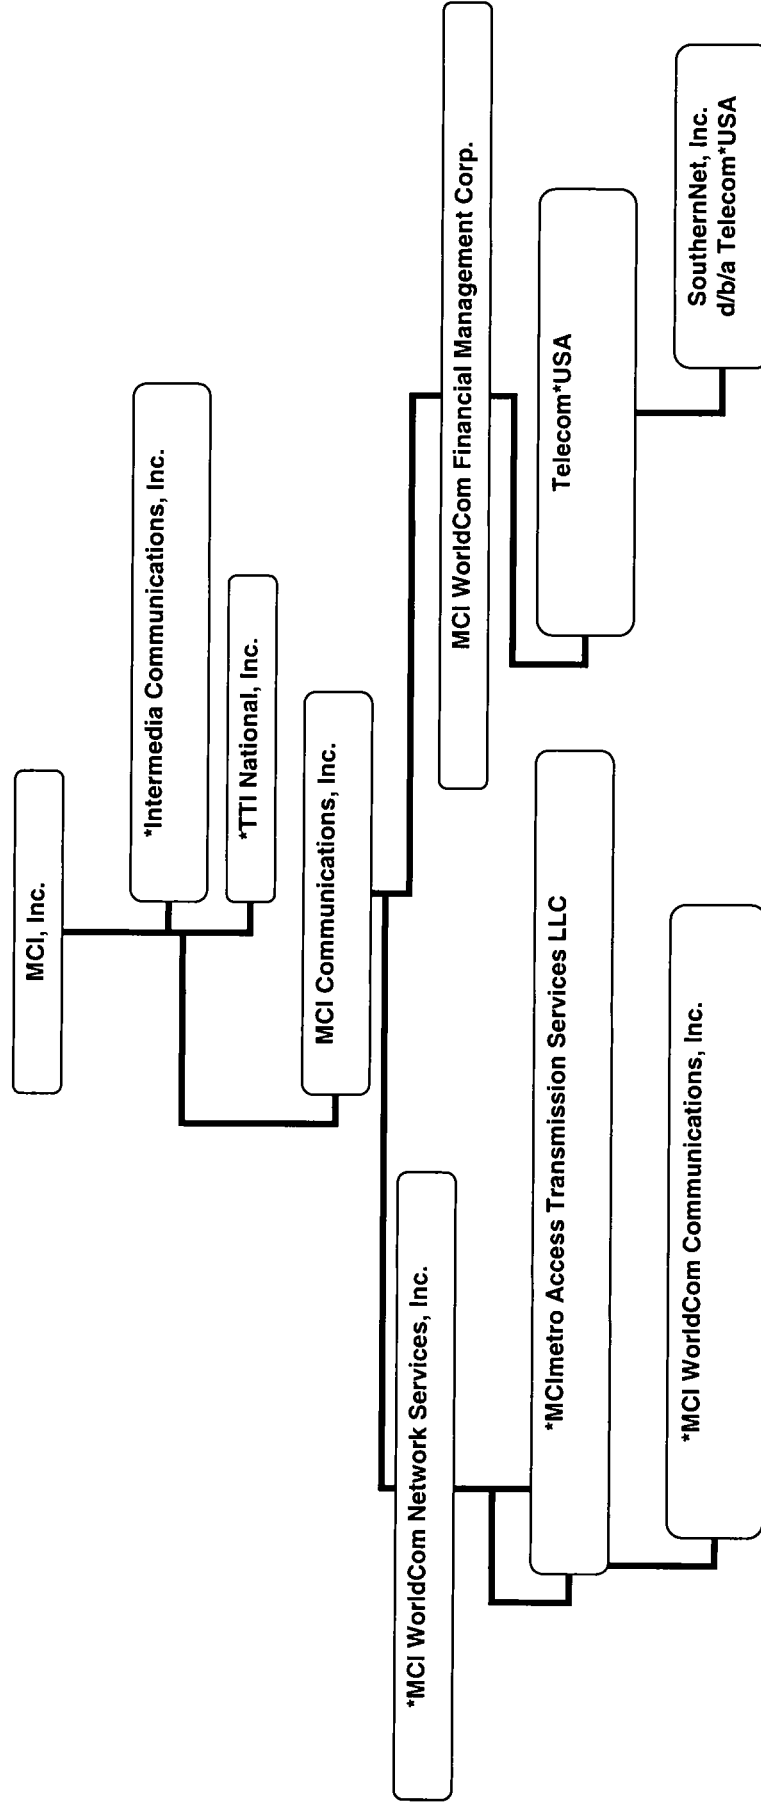 MCI, Inc.
*Intermedia Communications, Inc.
*TTI National, Inc.
MCI Communications, Inc.
*MCI WorldCom Network Services, Inc.
MCI WorldCom Financial Management Corp.
*MCImetro Access Transmission Services LLC
Telecom*USA
*MCI WorldCom Communications, Inc.
SouthernNet, Inc.
d/b/a Telecom*USA